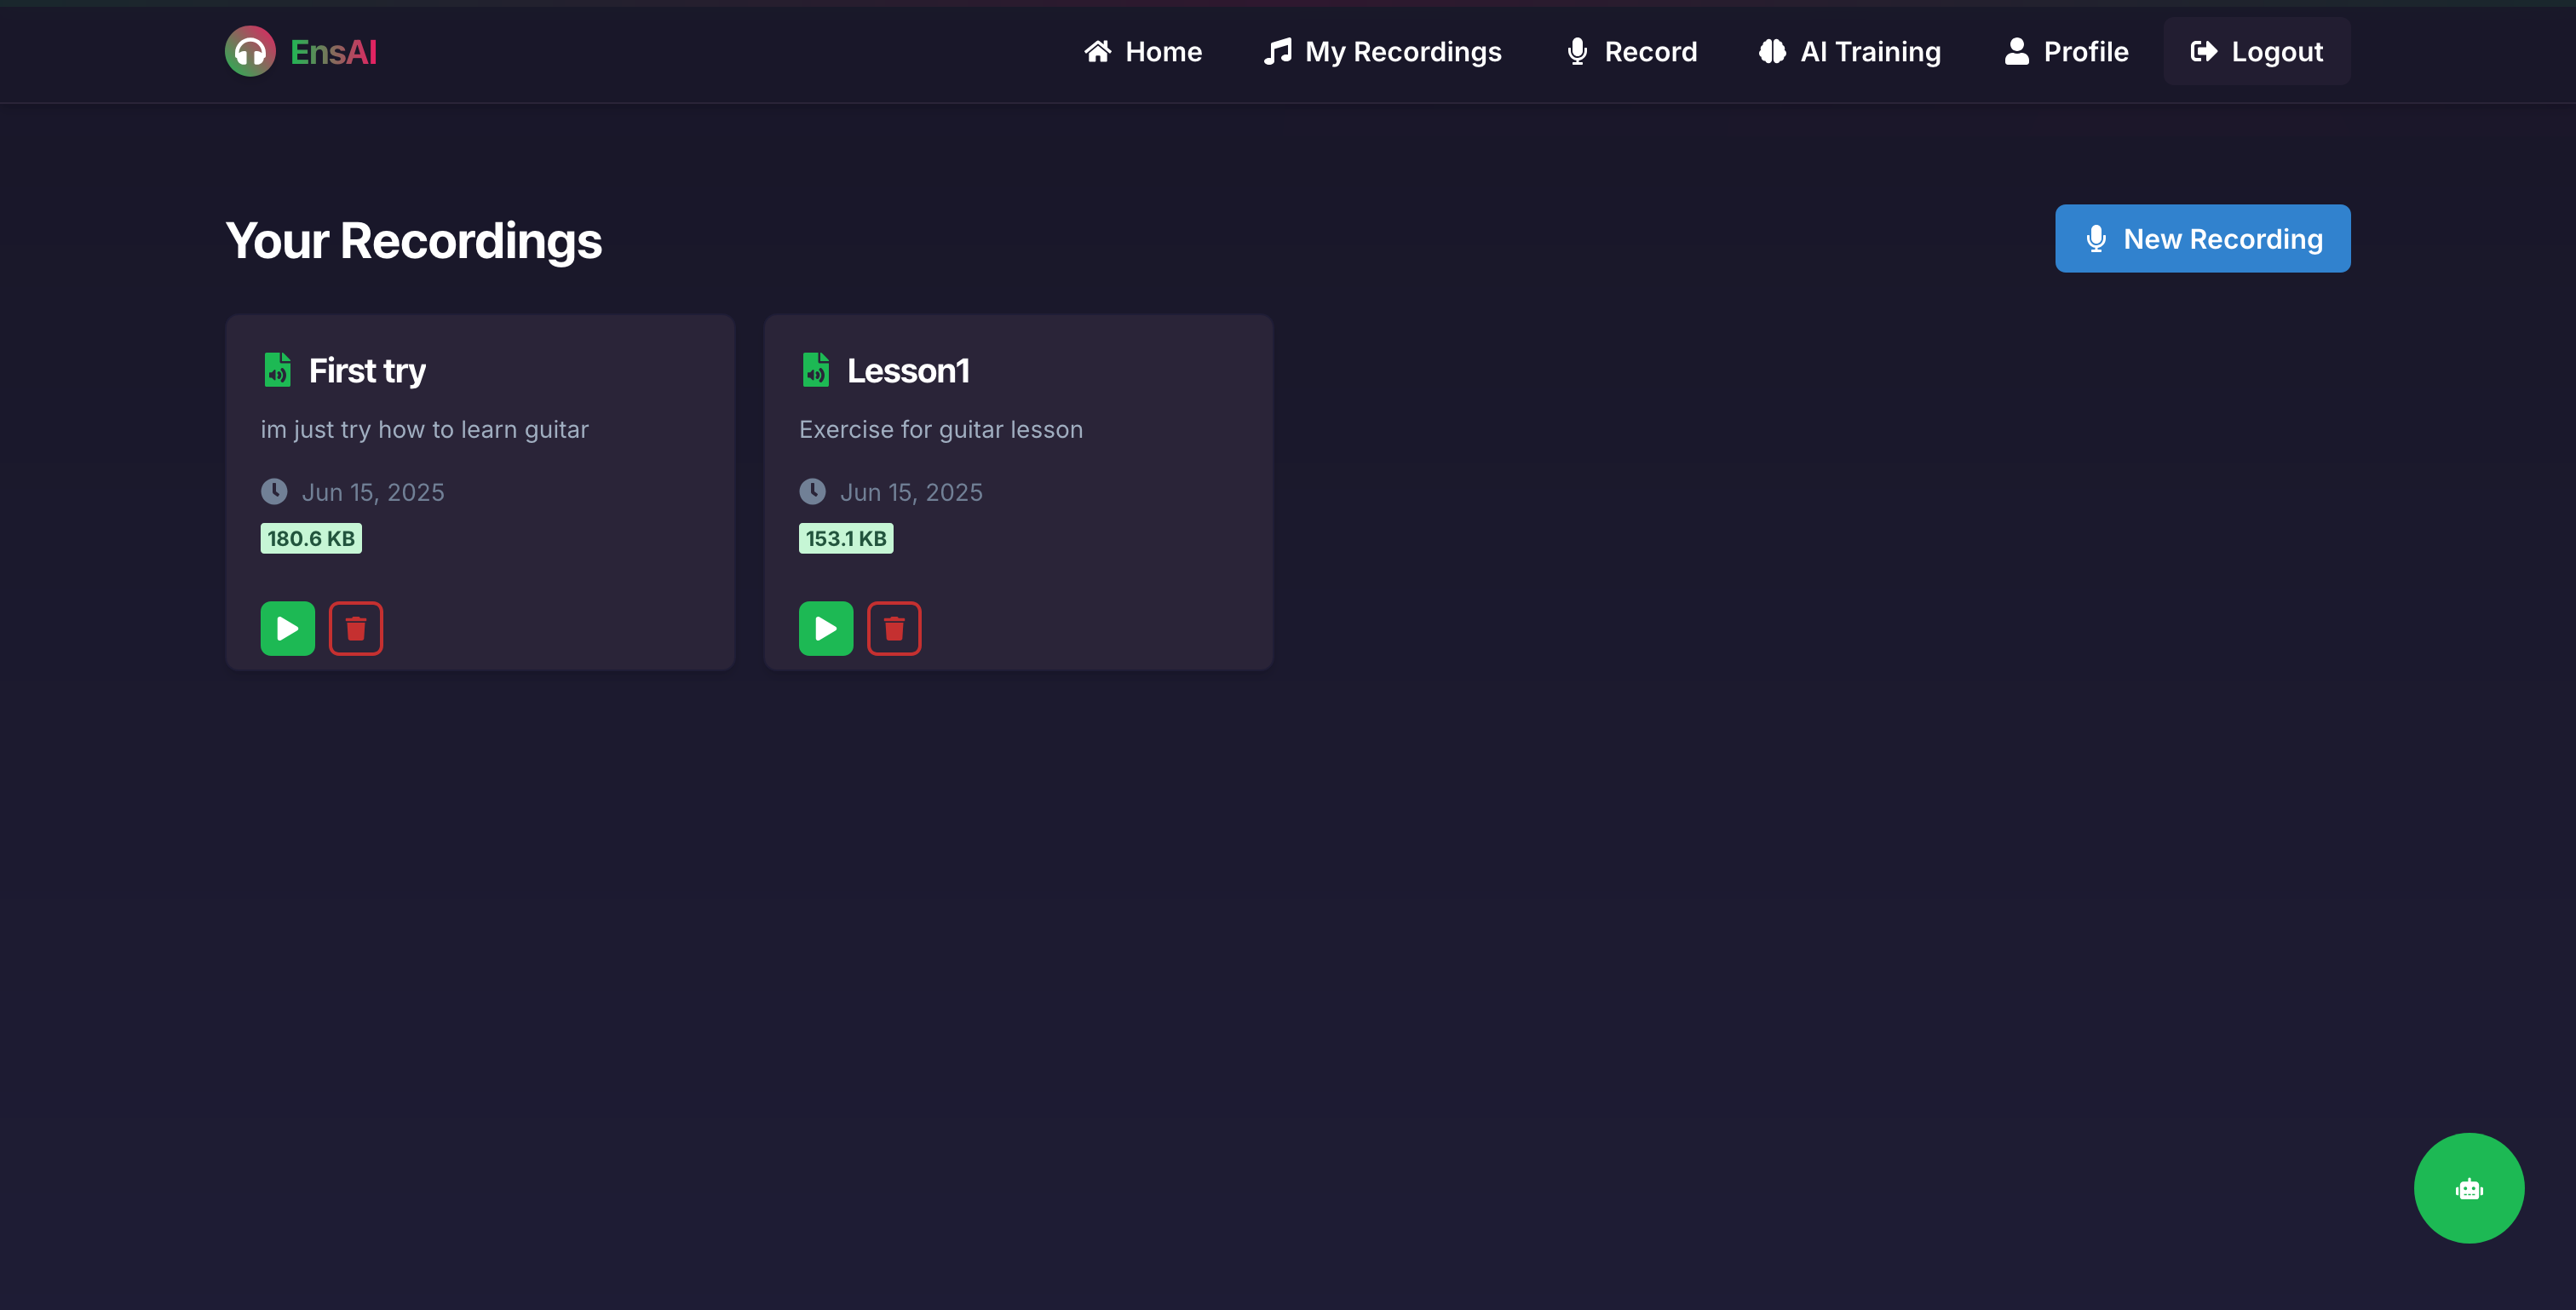 EnsAI
Home
My Recordings
Record
AI Training
Profile
Logout
Your Recordings
New Recording
First try
im just try how to learn guitar
Jun 15, 2025
180.6 KB
Lesson1
Exercise for guitar lesson
Jun 15, 2025
153.1 KB